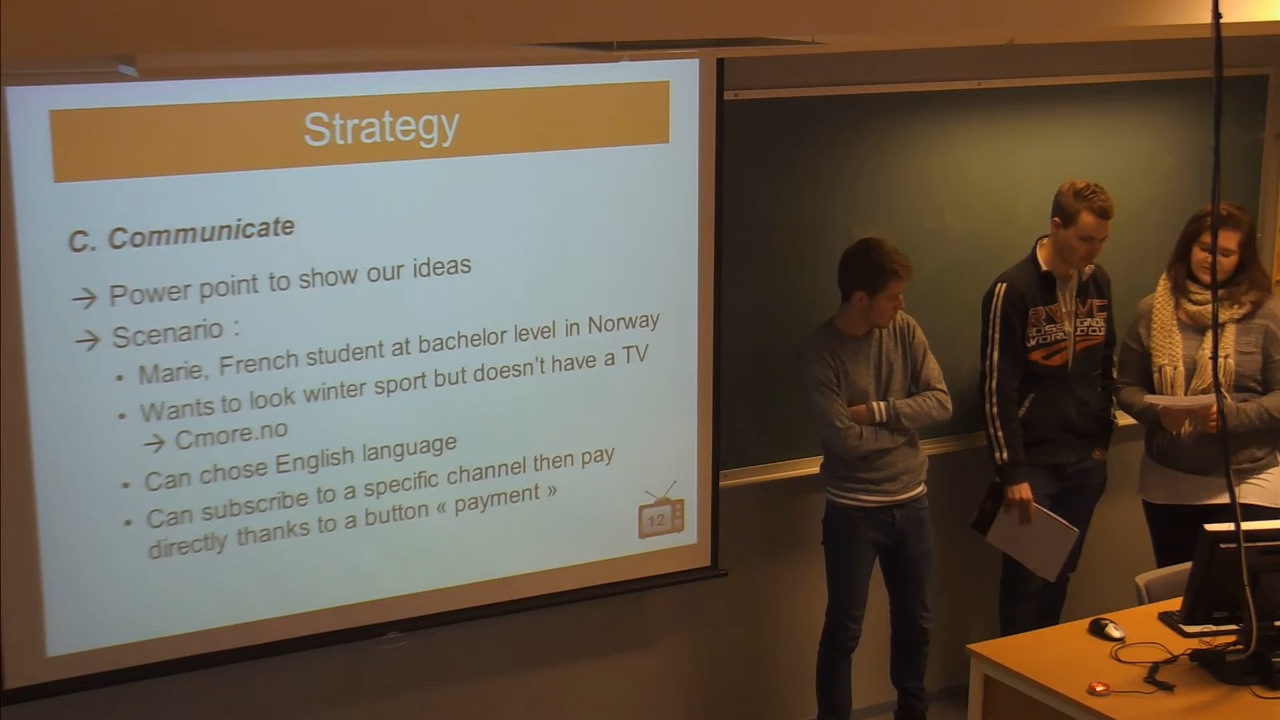 Strategy
C. Communicate
→ Power point to show our ideas
→ Scenario :
• Marie, French student at bachelor level in Norway
• Wants to look winter sport but doesn't have a TV
→ Cmore.no
• Can chose English language
• Can subscribe to a specific channel then pay
directly thanks to a button « payment »
12